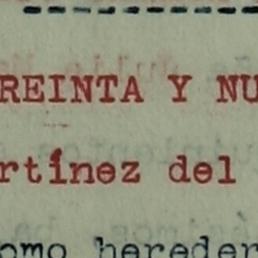 REINTA Y NU
rtínez del
omo hereder